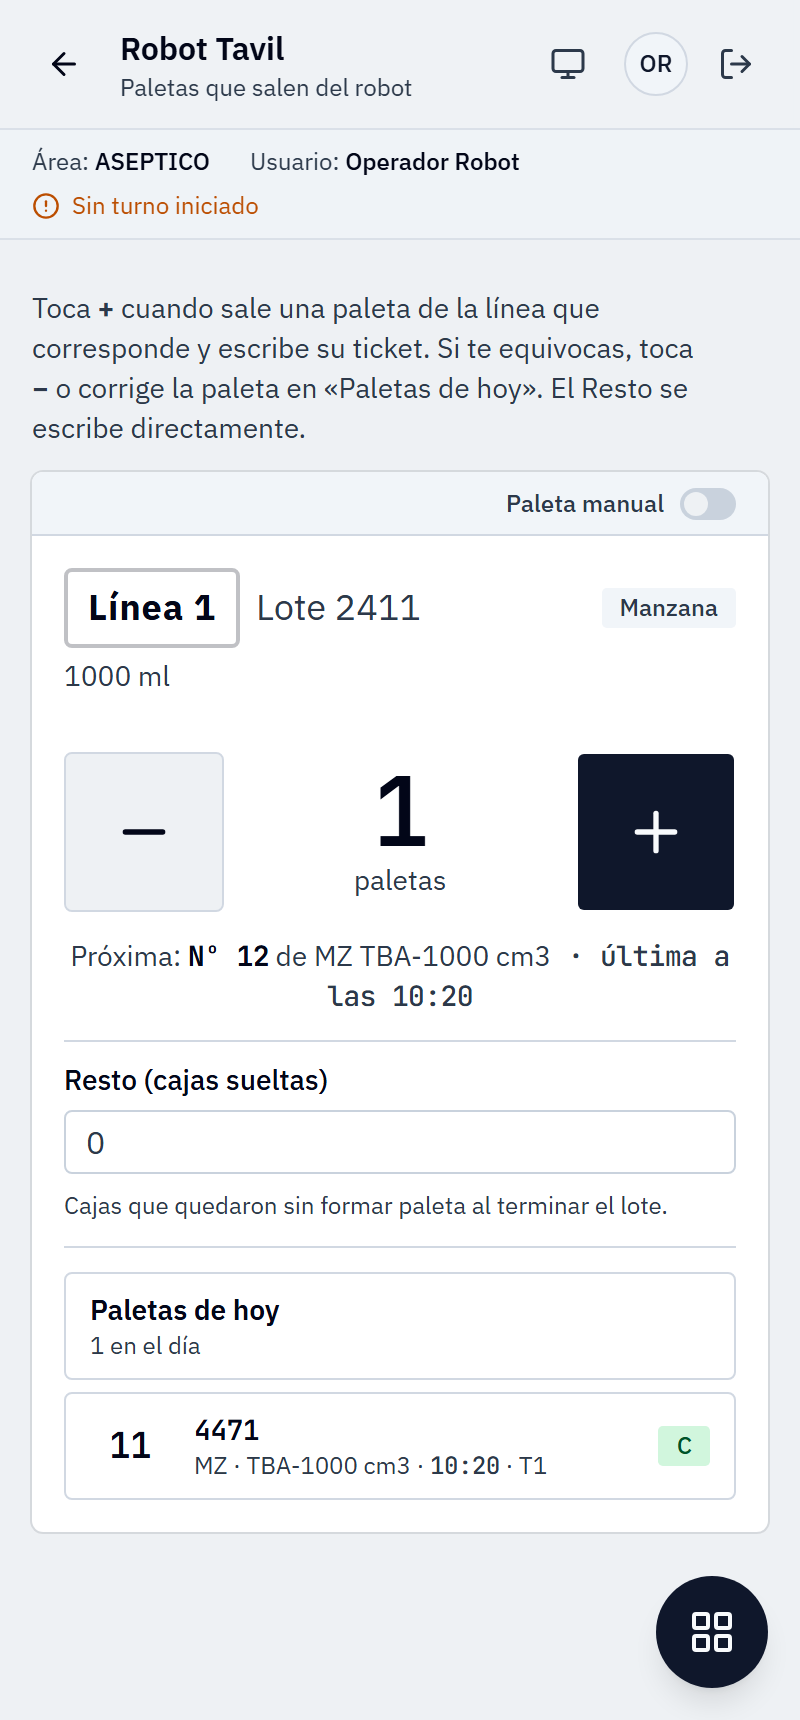 Robot Tavil
Paletas que salen del robot
OR
Área: ASEPTICO Usuario: Operador Robot
Sin turno iniciado
Toca + cuando sale una paleta de la línea que
corresponde y escribe su ticket. Si te equivocas, toca
− o corrige la paleta en «Paletas de hoy». El Resto se
escribe directamente.
Paleta manual
Línea 1 Lote 2411 Manzana
1000 ml
− 1 +
paletas
Próxima: N° 12 de MZ TBA-1000 cm3 · última a
las 10:20
Resto (cajas sueltas)
0
Cajas que quedaron sin formar paleta al terminar el lote.
Paletas de hoy
1 en el día
11 4471 C
MZ · TBA-1000 cm3 · 10:20 · T1